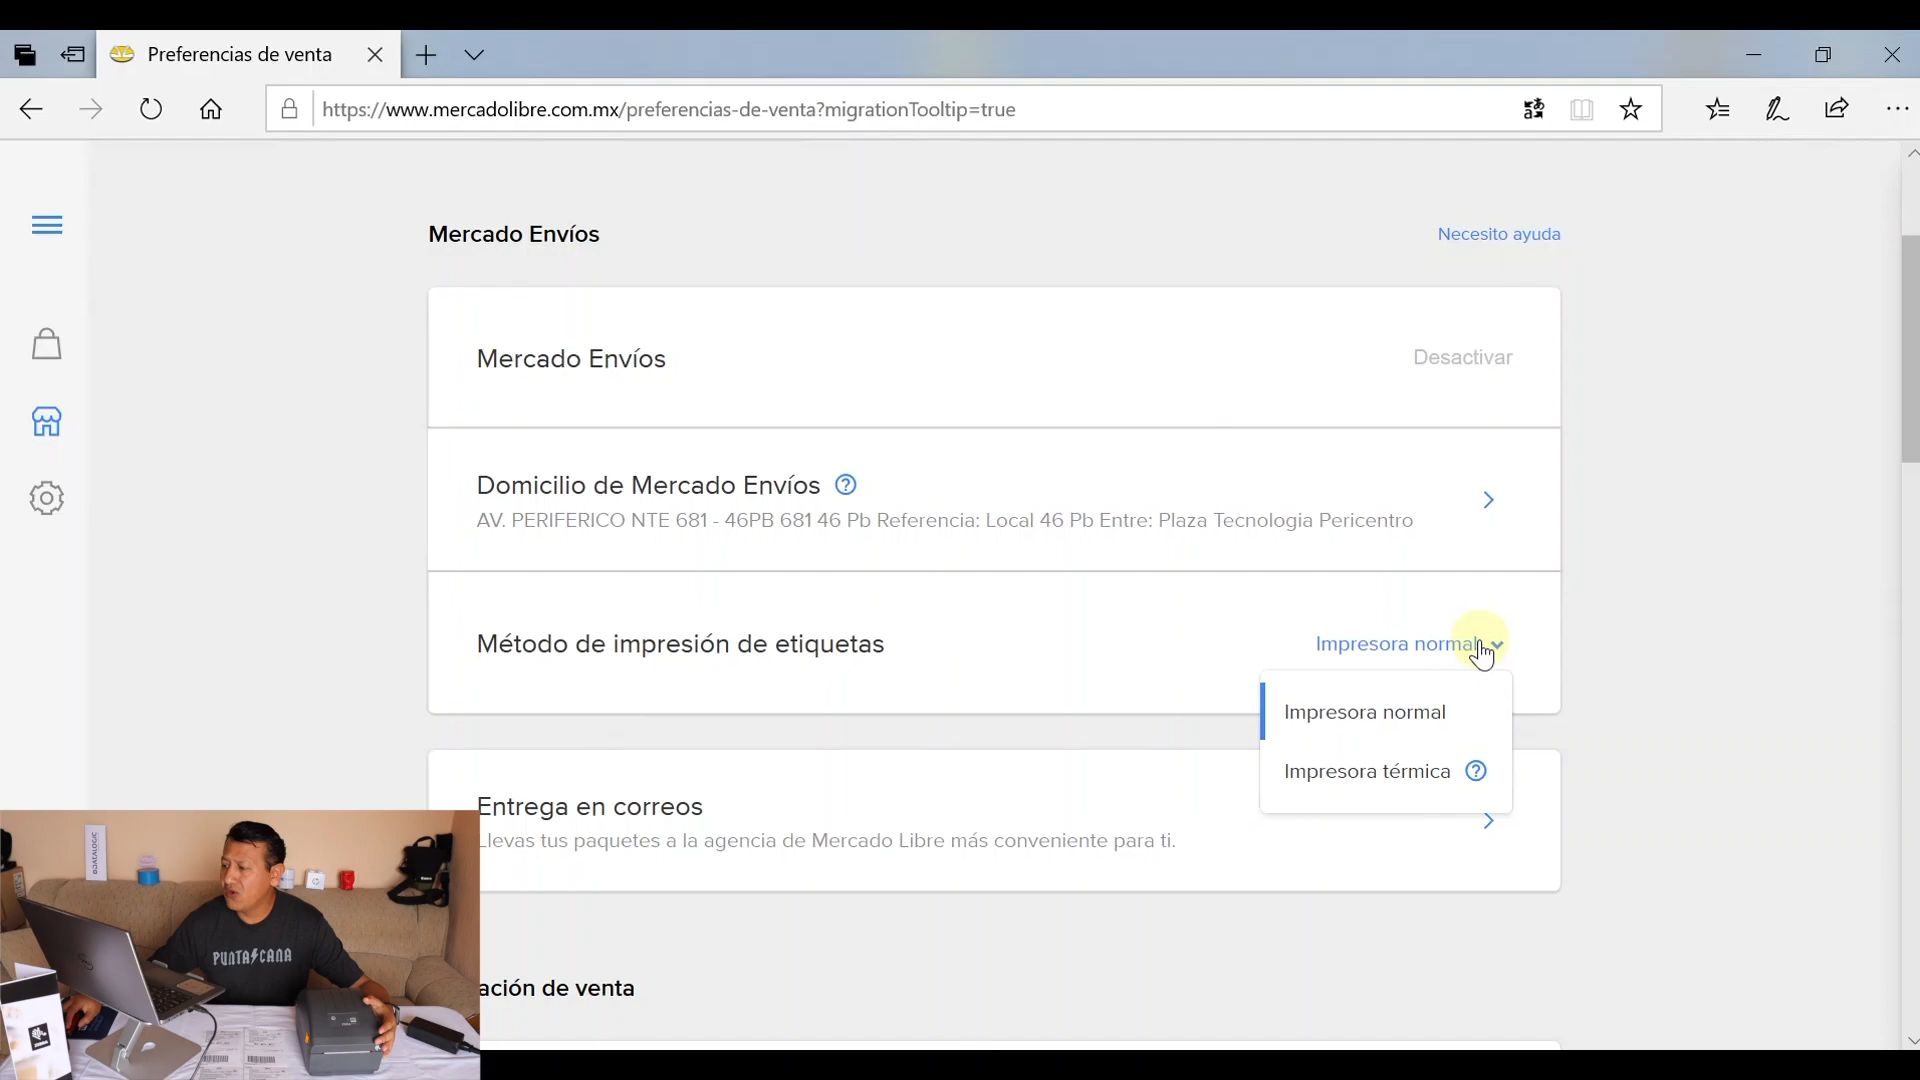 Preferencias de venta
https://www.mercadolibre.com.mx/preferencias-de-venta?migrationTooltip=true
Mercado Envíos
Necesito ayuda
Mercado Envíos
Desactivar
Domicilio de Mercado Envíos
AV. PERIFERICO NTE 681 - 46PB 681 46 Pb Referencia: Local 46 Pb Entre: Plaza Tecnologia Pericentro
Método de impresión de etiquetas
Impresora normal
Impresora normal
Impresora térmica
Entrega en correos
Llevas tus paquetes a la agencia de Mercado Libre más conveniente para ti.
ación de venta
DATALOGIC
PUNTA CANA